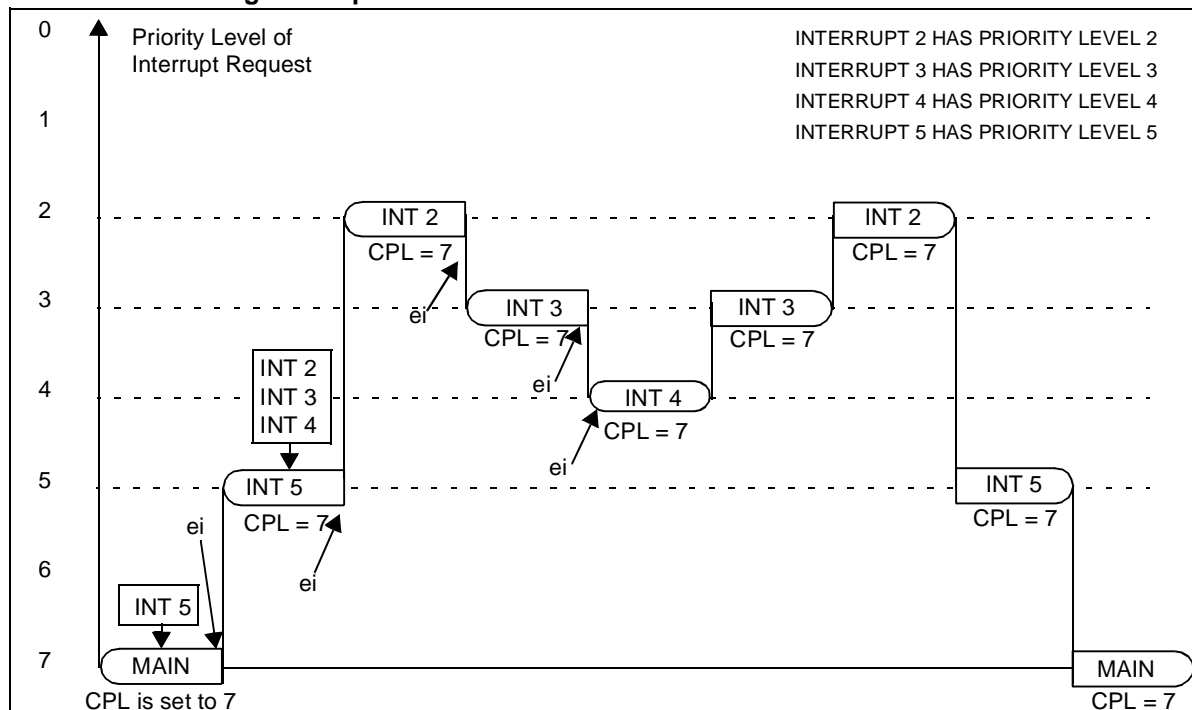 0
Priority Level of
Interrupt Request
INTERRUPT 2 HAS PRIORITY LEVEL 2
INTERRUPT 3 HAS PRIORITY LEVEL 3
INTERRUPT 4 HAS PRIORITY LEVEL 4
INTERRUPT 5 HAS PRIORITY LEVEL 5
1
2
INT 2
CPL = 7
INT 2
CPL = 7
ei
3
INT 3
CPL = 7
INT 3
CPL = 7
ei
INT 2
INT 3
INT 4
4
INT 4
CPL = 7
ei
5
INT 5
CPL = 7
INT 5
CPL = 7
ei
ei
6
INT 5
7
MAIN
CPL is set to 7
MAIN
CPL = 7